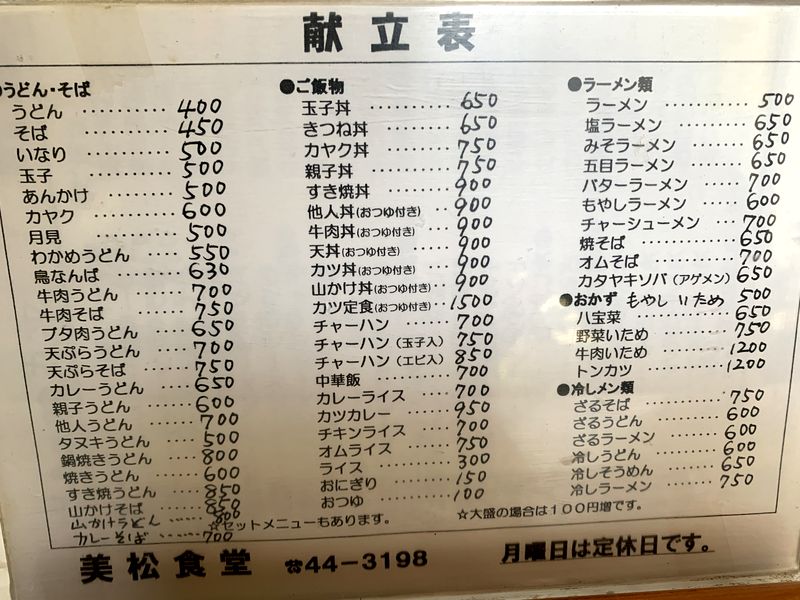 献立表
●うどん・そば
うどん ･･････････ 400
そば ･･････････ 450
いなり ･･････････ 500
玉子 ･･････････ 500
あんかけ ･･････････ 500
カヤク ･･････････ 600
月見 ･･････････ 500
わかめうどん ･････ 550
鳥なんば ･･･････ 630
牛肉うどん ･････ 700
牛肉そば ･･････ 750
ブタ肉うどん ････ 650
天ぷらうどん ････ 700
天ぷらそば ･････ 750
カレーうどん ････ 650
親子うどん ･････ 600
他人うどん ･････ 700
タヌキうどん ････ 500
鍋焼きうどん ････ 800
焼きうどん ･････ 600
すき焼うどん ････ 850
山かけそば ･････ 850
山かけうどん ･････ 800
カレーそば ･････ 700
●ご飯物
玉子丼 ････････ 650
きつね丼 ･･･････ 650
カヤク丼 ･･･････ 750
親子丼 ････････ 750
すき焼丼 ･･･････ 900
他人丼(おつゆ付き) ･･ 900
牛肉丼(おつゆ付き) ･･ 900
天丼(おつゆ付き) ････ 900
カツ丼(おつゆ付き) ･･ 900
山かけ丼(おつゆ付き) ･ 900
カツ定食(おつゆ付き) ･･ 1500
チャーハン ･･････ 700
チャーハン(玉子入) ･･ 750
チャーハン(エビ入) ･･ 850
中華飯 ････････ 700
カレーライス ･････ 700
カツカレー ･･････ 950
チキンライス ･････ 700
オムライス ･･････ 750
ライス ････････ 300
おにぎり ･･･････ 150
おつゆ ････････ 100
●ラーメン類
ラーメン ･･････････ 500
塩ラーメン ････････ 650
みそラーメン ･･････ 650
五目ラーメン ･･････ 650
バターラーメン ････ 700
もやしラーメン ････ 600
チャーシューメン ･･･ 700
焼そば ･･････････ 650
オムそば ････････ 700
カタヤキソバ(アゲメン) 650
●おかず もやしいため 500
八宝菜 ･･････････ 650
野菜いため ･･･････ 750
牛肉いため ･･･････ 1200
トンカツ ････････ 1200
●冷しメン類
ざるそば ････････ 750
ざるうどん ･･･････ 600
ざるラーメン ･･････ 600
冷しうどん ･･･････ 600
冷しそうめん ･･････ 650
冷しラーメン ･･････ 750
☆セットメニューもあります。
☆大盛の場合は100円増です。
美松食堂 ☎44−3198
月曜日は定休日です。